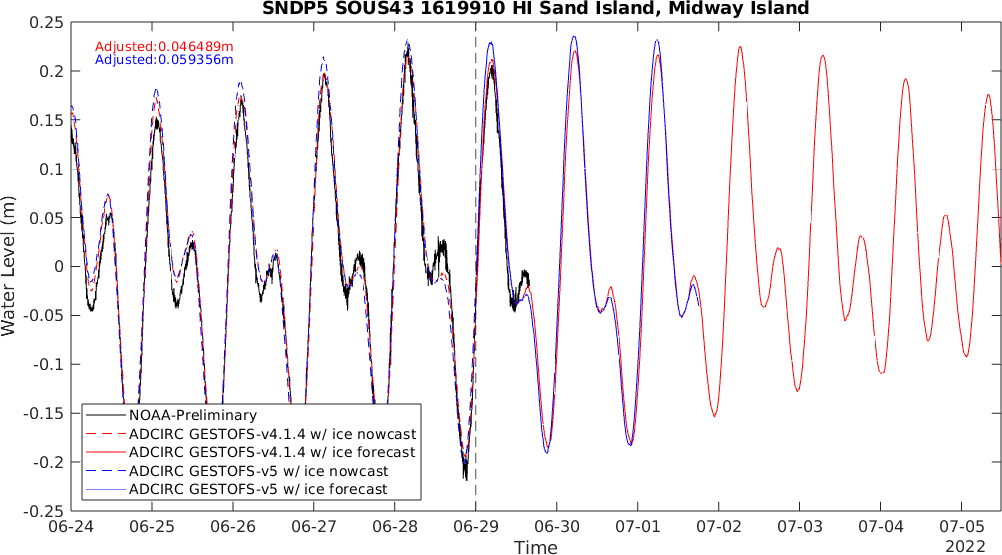 SNDP5 SOUS43 1619910 HI Sand Island, Midway Island
Adjusted:0.046489m
Adjusted:0.059356m
Water Level (m)
0.25
0.2
0.15
0.1
0.05
0
-0.05
-0.1
-0.15
-0.2
-0.25
NOAA-Preliminary
ADCIRC GESTOFS-v4.1.4 w/ ice nowcast
ADCIRC GESTOFS-v4.1.4 w/ ice forecast
ADCIRC GESTOFS-v5 w/ ice nowcast
ADCIRC GESTOFS-v5 w/ ice forecast
06-24 06-25 06-26 06-27 06-28 06-29 06-30 07-01 07-02 07-03 07-04 07-05
Time
2022